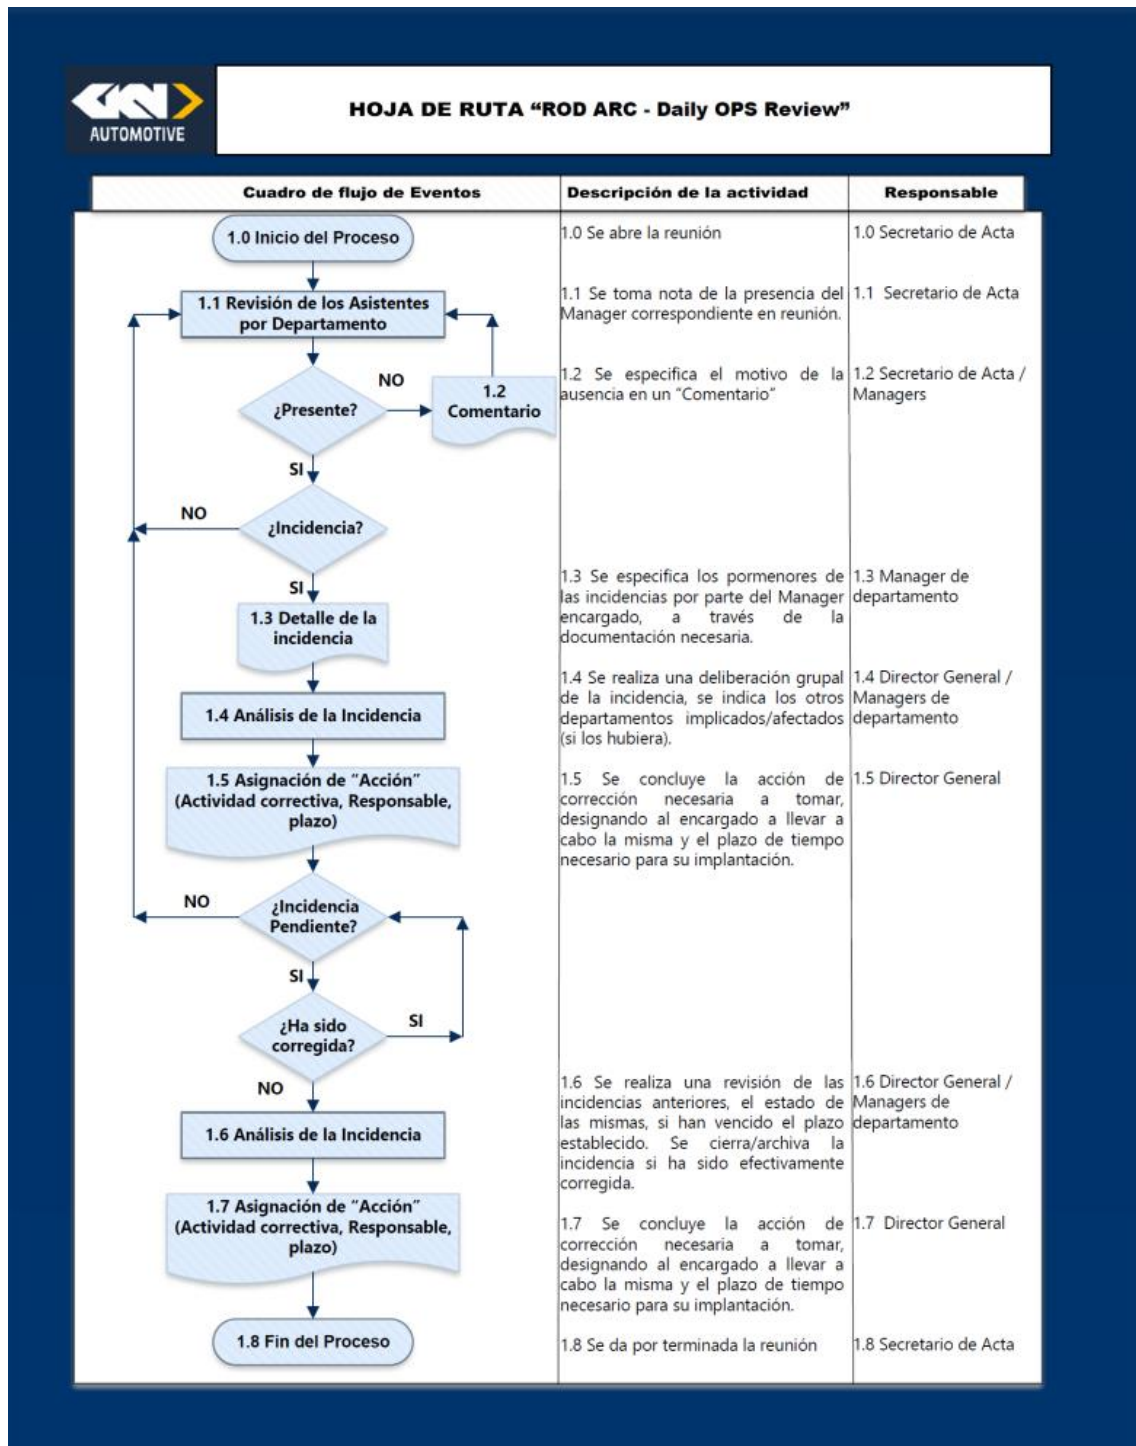 GKN
AUTOMOTIVE
HOJA DE RUTA “ROD ARC - Daily OPS Review”
Cuadro de flujo de Eventos
Descripción de la actividad
Responsable
1.0 Inicio del Proceso
1.0 Se abre la reunión
1.0 Secretario de Acta
1.1 Revisión de los Asistentes
por Departamento
1.1 Se toma nota de la presencia del
Manager correspondiente en reunión.
1.1 Secretario de Acta
¿Presente?
NO
1.2
Comentario
1.2 Se especifica el motivo de la
ausencia en un “Comentario”
1.2 Secretario de Acta /
Managers
SI
¿Incidencia?
NO
SI
1.3 Detalle de la
incidencia
1.3 Se especifica los pormenores de
las incidencias por parte del Manager
encargado, a través de la
documentación necesaria.
1.3 Manager de
departamento
1.4 Análisis de la Incidencia
1.4 Se realiza una deliberación grupal
de la incidencia, se indica los otros
departamentos implicados/afectados
(si los hubiera).
1.4 Director General /
Managers de
departamento
1.5 Asignación de “Acción”
(Actividad correctiva, Responsable,
plazo)
1.5 Se concluye la acción de
corrección necesaria a tomar,
designando al encargado a llevar a
cabo la misma y el plazo de tiempo
necesario para su implantación.
1.5 Director General
NO
¿Incidencia
Pendiente?
SI
¿Ha sido
corregida?
SI
NO
1.6 Análisis de la Incidencia
1.6 Se realiza una revisión de las
incidencias anteriores, el estado de
las mismas, si han vencido el plazo
establecido. Se cierra/archiva la
incidencia si ha sido efectivamente
corregida.
1.6 Director General /
Managers de
departamento
1.7 Asignación de “Acción”
(Actividad correctiva, Responsable,
plazo)
1.7 Se concluye la acción de
corrección necesaria a tomar,
designando al encargado a llevar a
cabo la misma y el plazo de tiempo
necesario para su implantación.
1.7 Director General
1.8 Fin del Proceso
1.8 Se da por terminada la reunión
1.8 Secretario de Acta